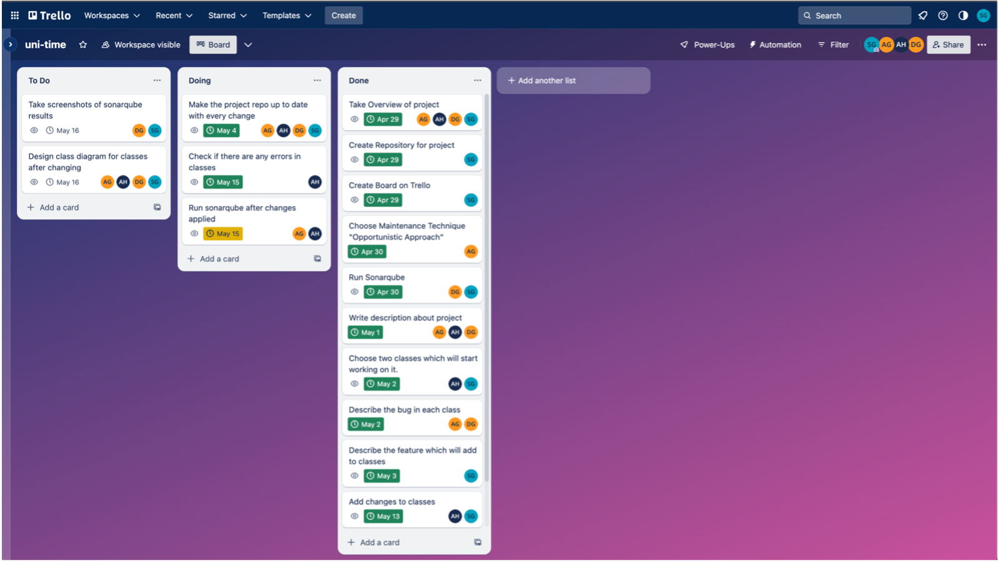 Trello Workspaces Recent Starred Templates Create Search SG
uni-time Workspace visible Board Power-Ups Automation Filter SG AG AH DG Share
To Do
Take screenshots of sonarqube
results
May 16 DG SG
Design class diagram for classes
after changing
May 16 AG AH DG SG
+ Add a card
Doing
Make the project repo up to date
with every change
May 4 AG AH DG SG
Check if there are any errors in
classes
May 15 AH
Run sonarqube after changes
applied
May 15 AG AH
+ Add a card
Done
Take Overview of project
Apr 29 AG AH DG SG
Create Repository for project
Apr 29 SG
Create Board on Trello
Apr 29 SG
Choose Maintenance Technique
"Opportunistic Approach"
Apr 30 AG
Run Sonarqube
Apr 30 DG SG
Write description about project
May 1 AG AH DG
Choose two classes which will start
working on it.
May 2 AH SG
Describe the bug in each class
May 2 AG DG
Describe the feature which will add
to classes
May 3 SG
Add changes to classes
May 13 AH SG
+ Add a card
+ Add another list